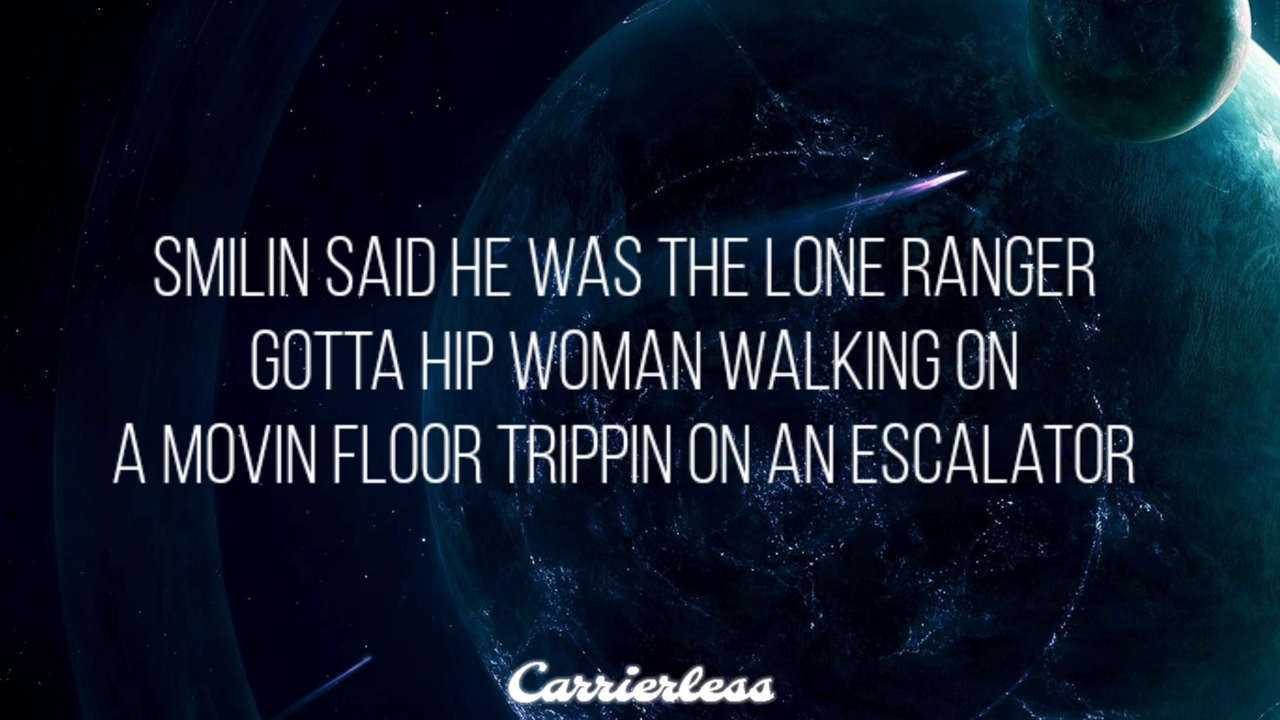 SMILIN SAID HE WAS THE LONE RANGER
GOTTA HIP WOMAN WALKING ON
A MOVIN FLOOR TRIPPIN ON AN ESCALATOR
Carrierless